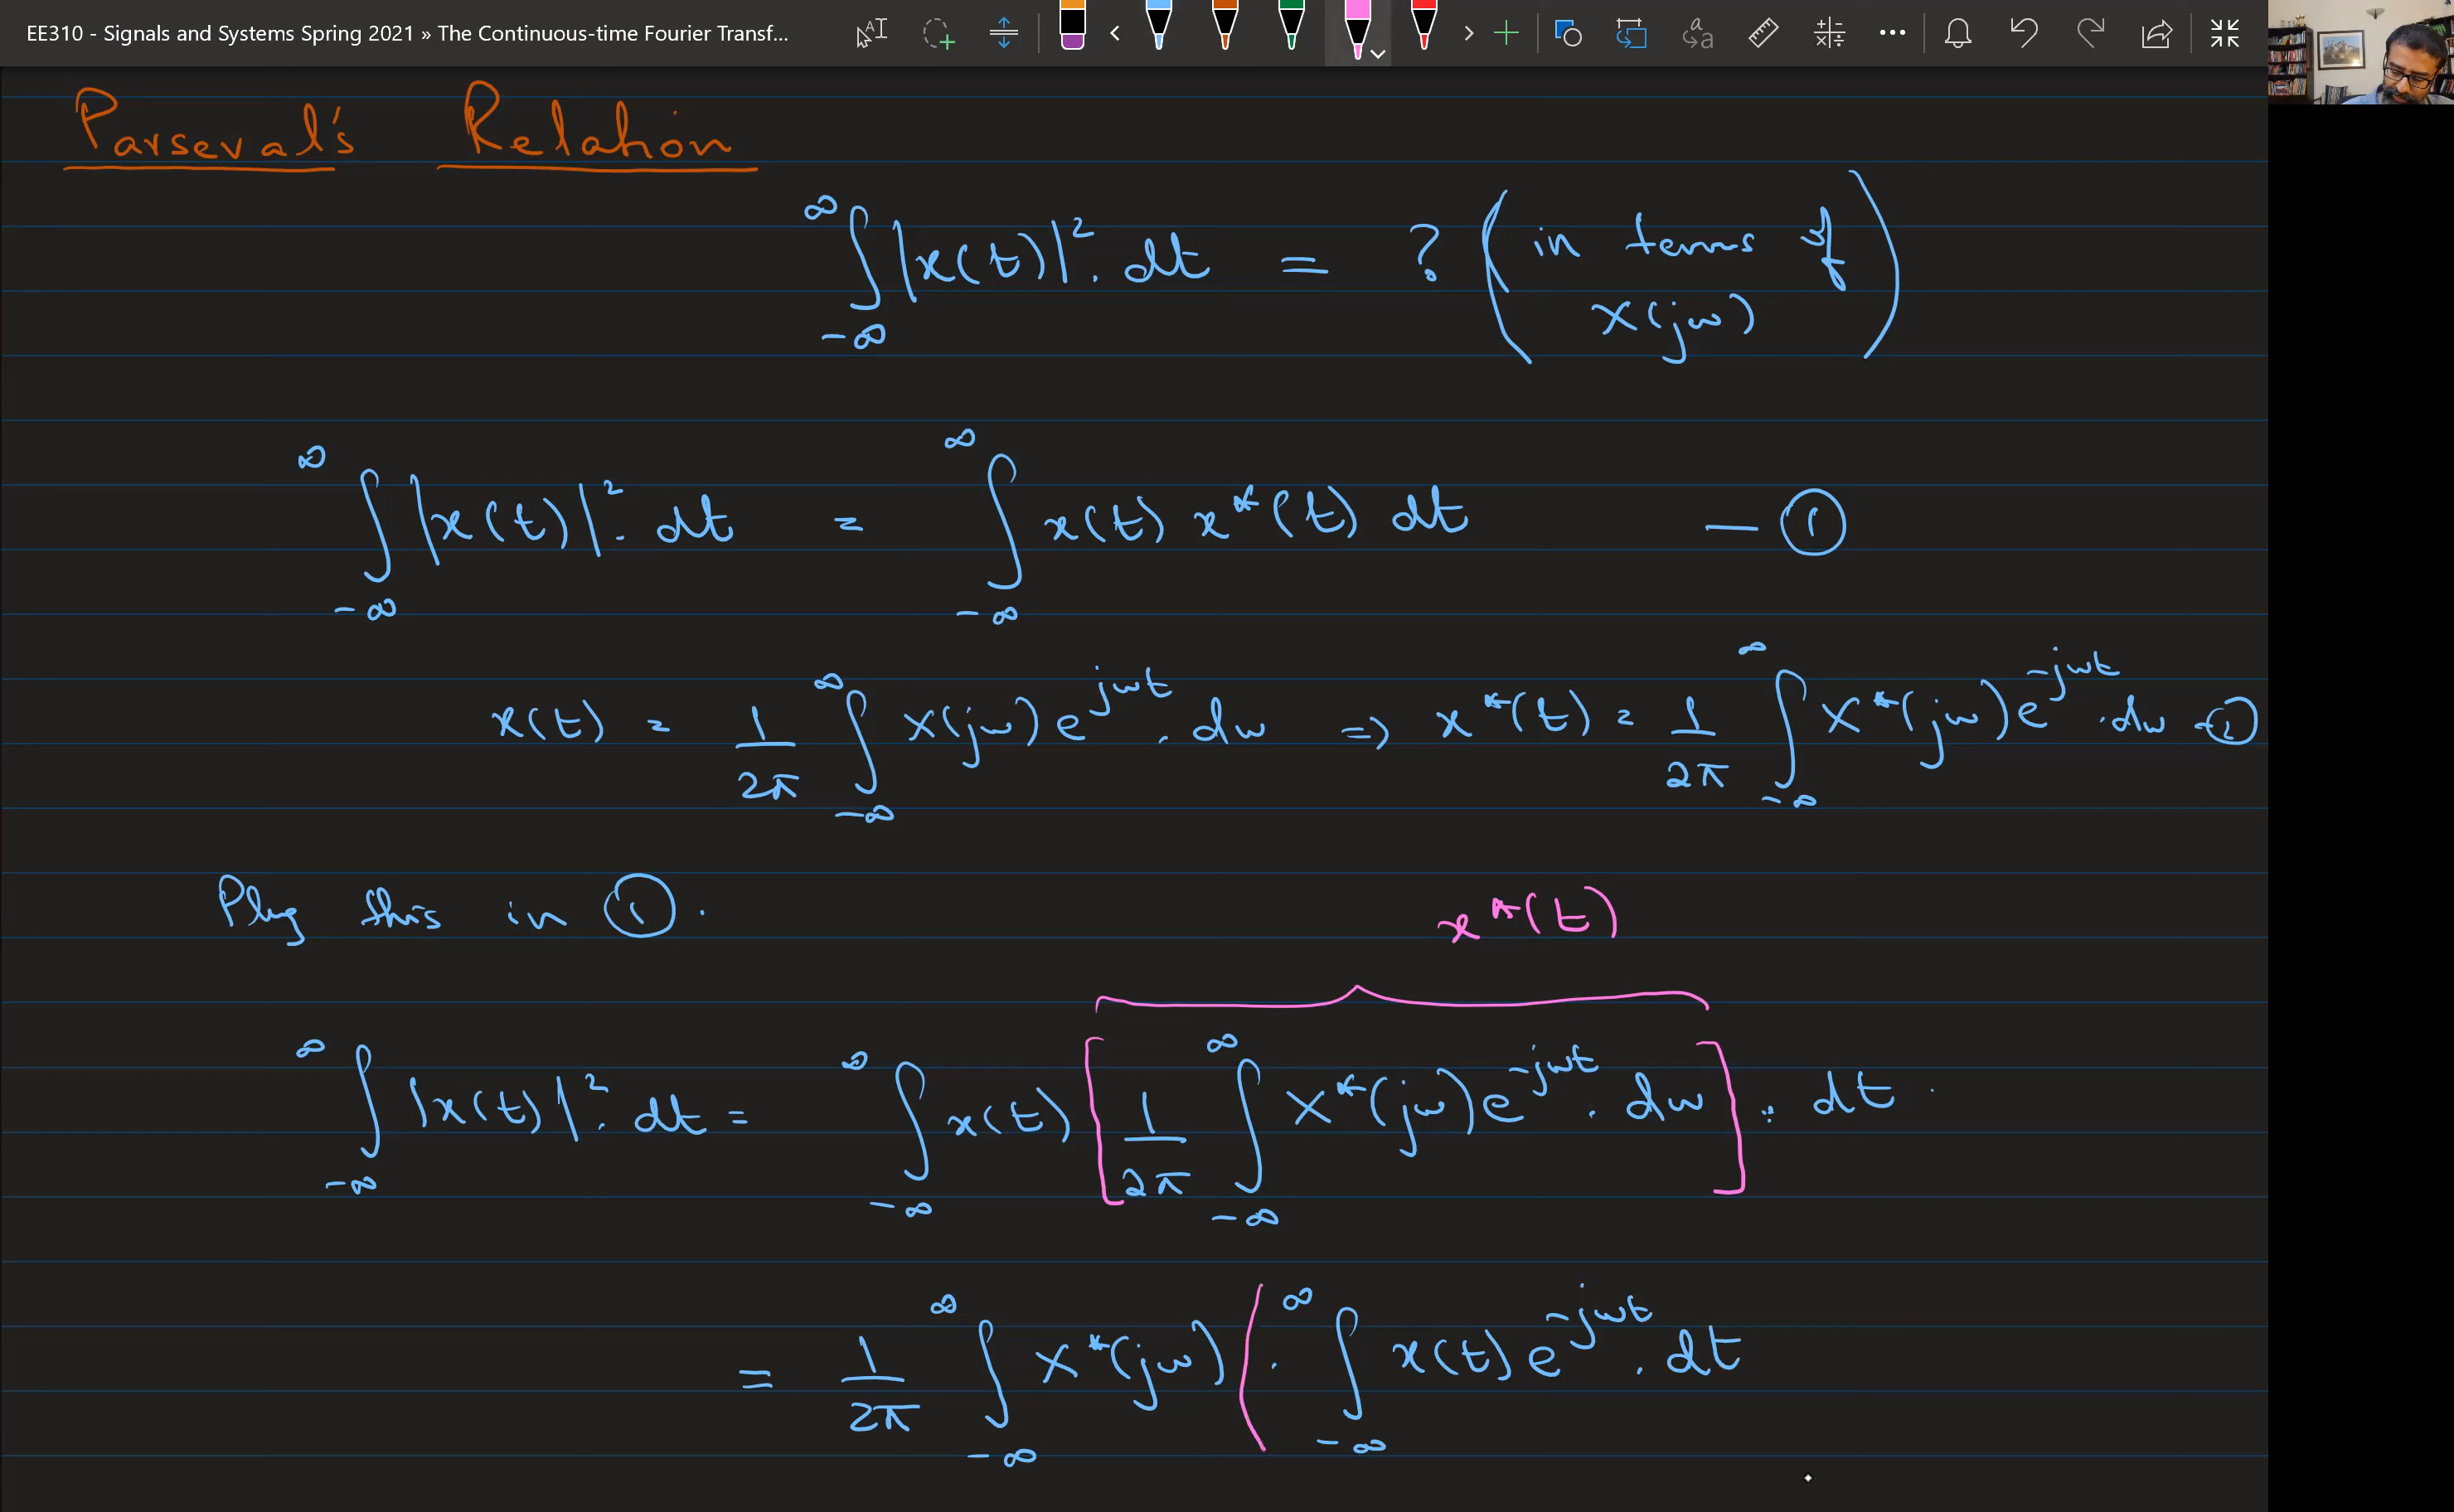 EE310 - Signals and Systems Spring 2021 » The Continuous-time Fourier Transf...
Parseval's Relation
∫_{-∞}^{∞} |x(t)|² . dt = ? (in terms of
X(jω))
∫_{-∞}^{∞} |x(t)|² . dt = ∫_{-∞}^{∞} x(t) x*(t) dt — ①
x(t) = 1/2π ∫_{-∞}^{∞} X(jω) e^{jωt} . dω => x*(t) = 1/2π ∫_{-∞}^{∞} X*(jω) e^{-jωt} . dω - ②
Plug this in ①.
x*(t)
∫_{-∞}^{∞} |x(t)|² . dt = ∫_{-∞}^{∞} x(t) [1/2π ∫_{-∞}^{∞} X*(jω) e^{-jωt} . dω] . dt .
= 1/2π ∫_{-∞}^{∞} X*(jω) ( . ∫_{-∞}^{∞} x(t) e^{-jωt} . dt